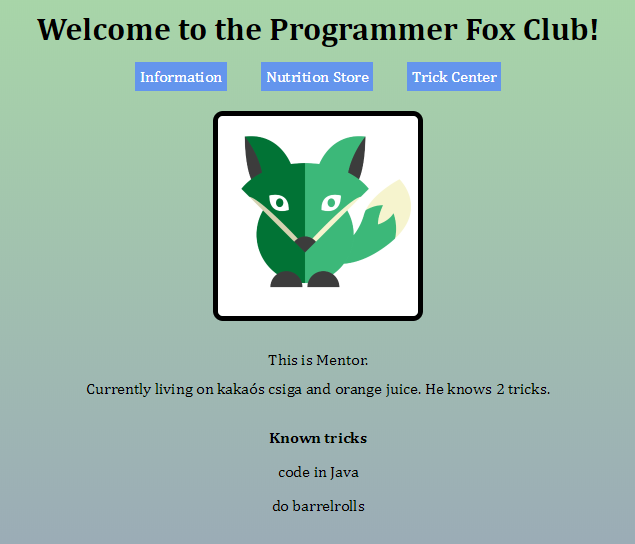 Welcome to the Programmer Fox Club!
Information Nutrition Store Trick Center
This is Mentor.
Currently living on kakaós csiga and orange juice. He knows 2 tricks.
Known tricks
code in Java
do barrelrolls